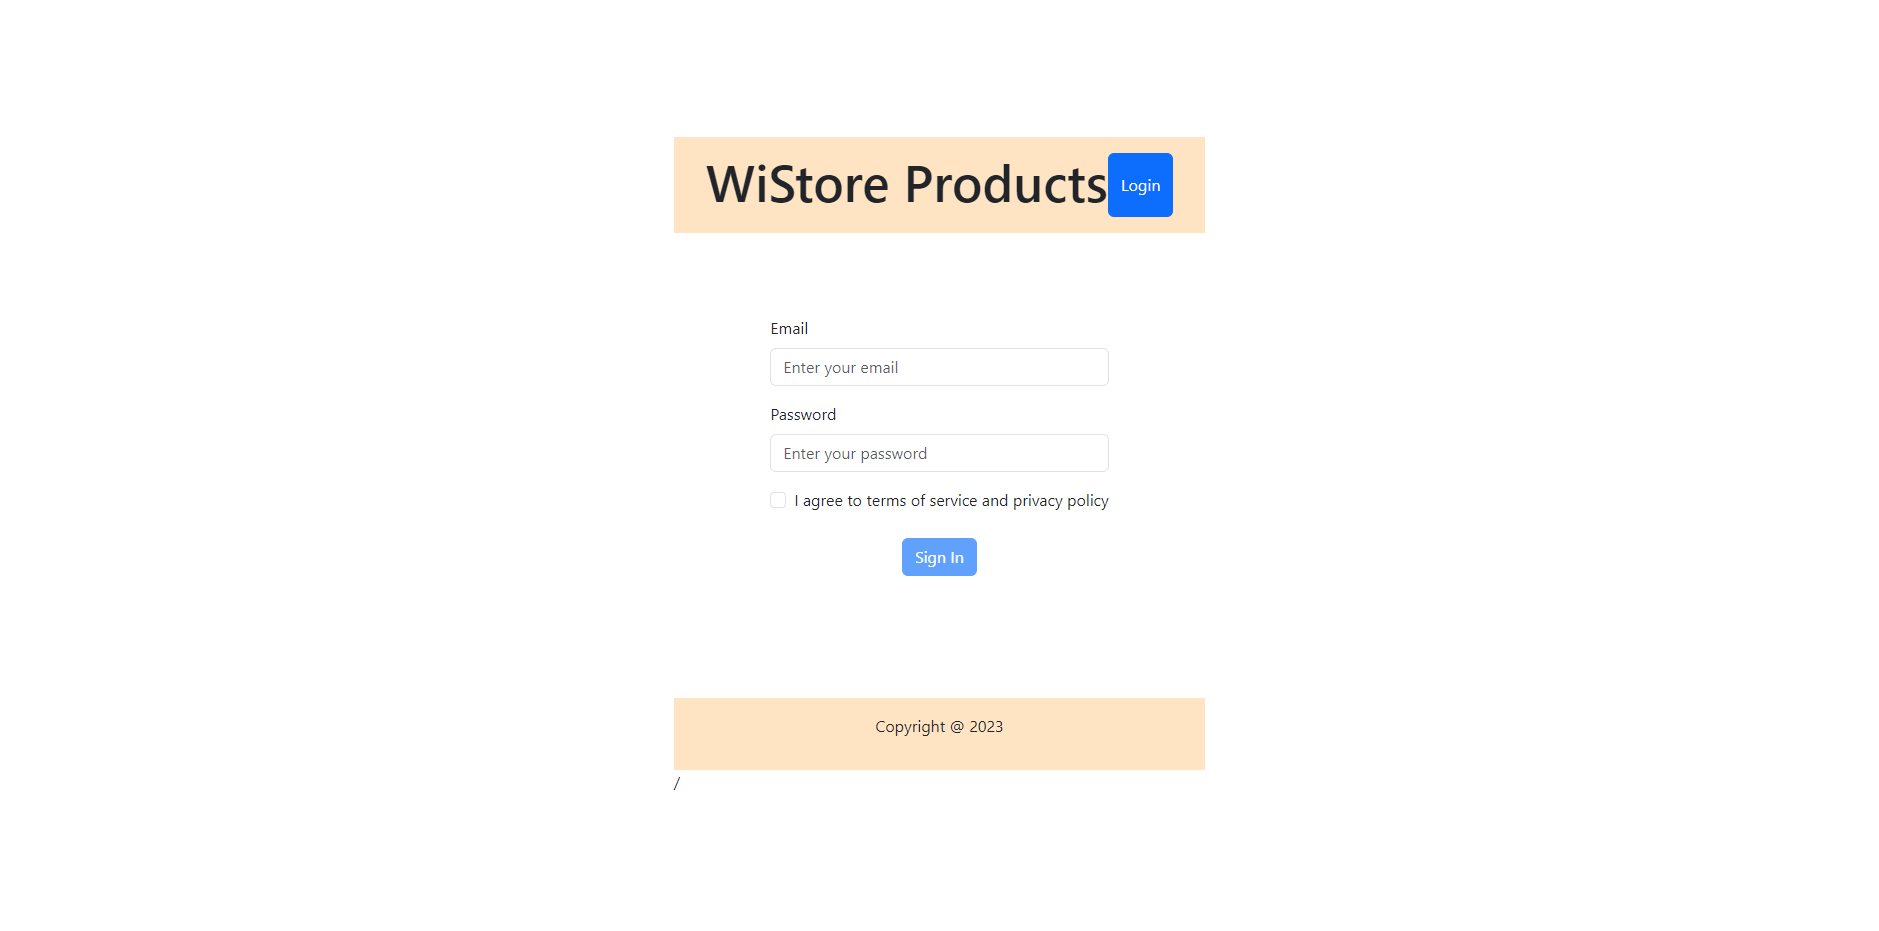 WiStore Products
Login
Email
Enter your email
Password
Enter your password
I agree to terms of service and privacy policy
Sign In
Copyright @ 2023
/